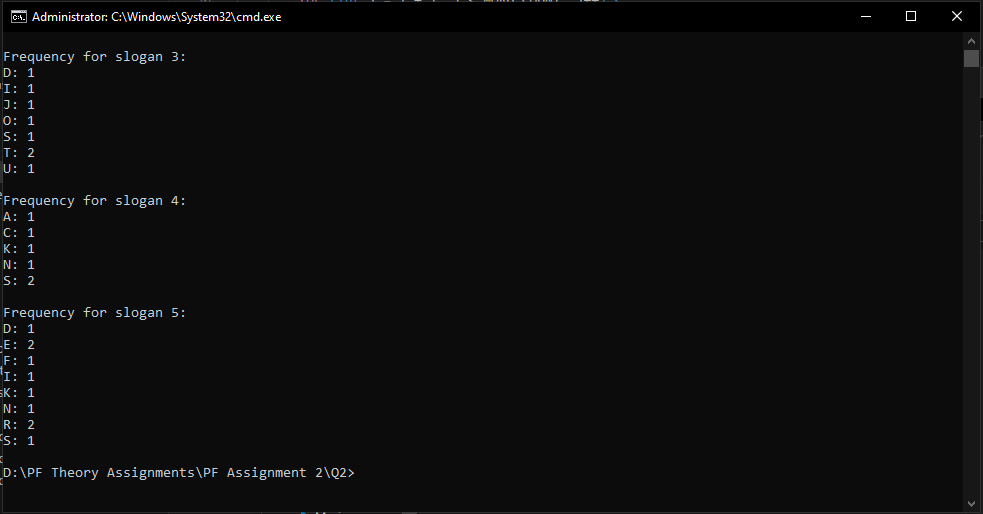 Administrator: C:\Windows\System32\cmd.exe
Frequency for slogan 3:
D: 1
I: 1
J: 1
O: 1
S: 1
T: 2
U: 1
Frequency for slogan 4:
A: 1
C: 1
K: 1
N: 1
S: 2
Frequency for slogan 5:
D: 1
E: 2
F: 1
I: 1
K: 1
N: 1
R: 2
S: 1
D:\PF Theory Assignments\PF Assignment 2\Q2>